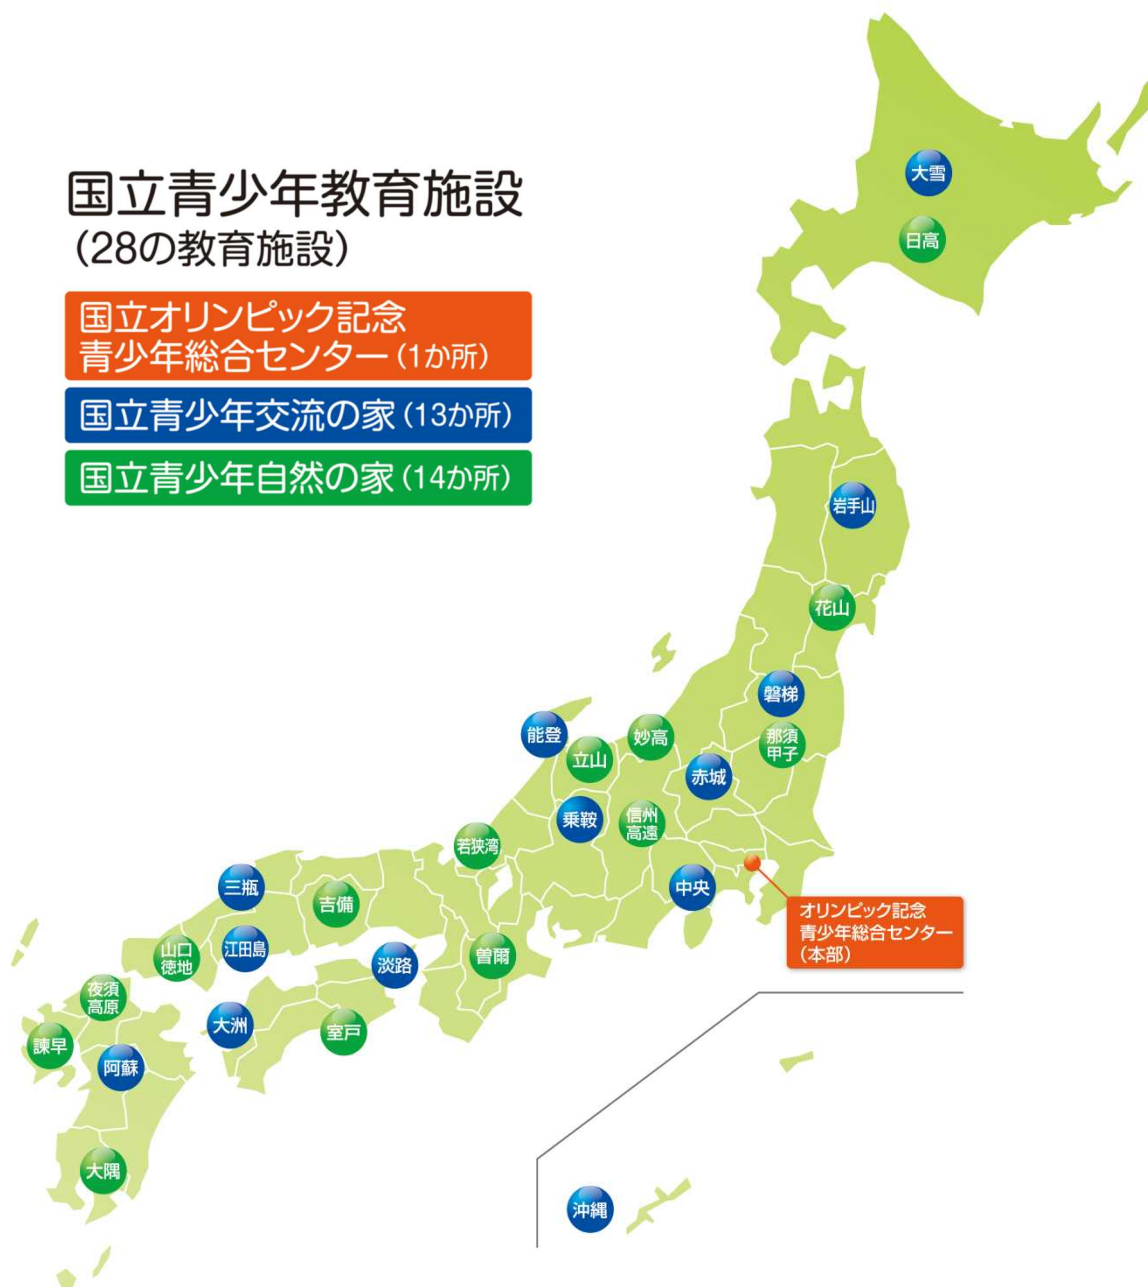 国立青少年教育施設
(28の教育施設)
国立オリンピック記念
青少年総合センター(1か所)
国立青少年交流の家(13か所)
国立青少年自然の家(14か所)
大雪
日高
岩手山
花山
磐梯
能登
立山
妙高
那須
甲子
赤城
乗鞍
信州
高遠
若狭湾
三瓶
吉備
中央
オリンピック記念
青少年総合センター
(本部)
山口
徳地
江田島
淡路
曽爾
夜須
高原
大洲
室戸
諫早
阿蘇
大隅
沖縄